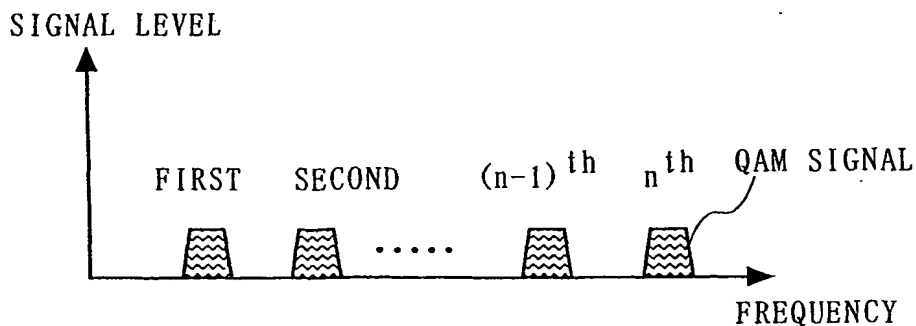 SIGNAL LEVEL
FIRST SECOND (n-1)th nth QAM SIGNAL
.....
FREQUENCY